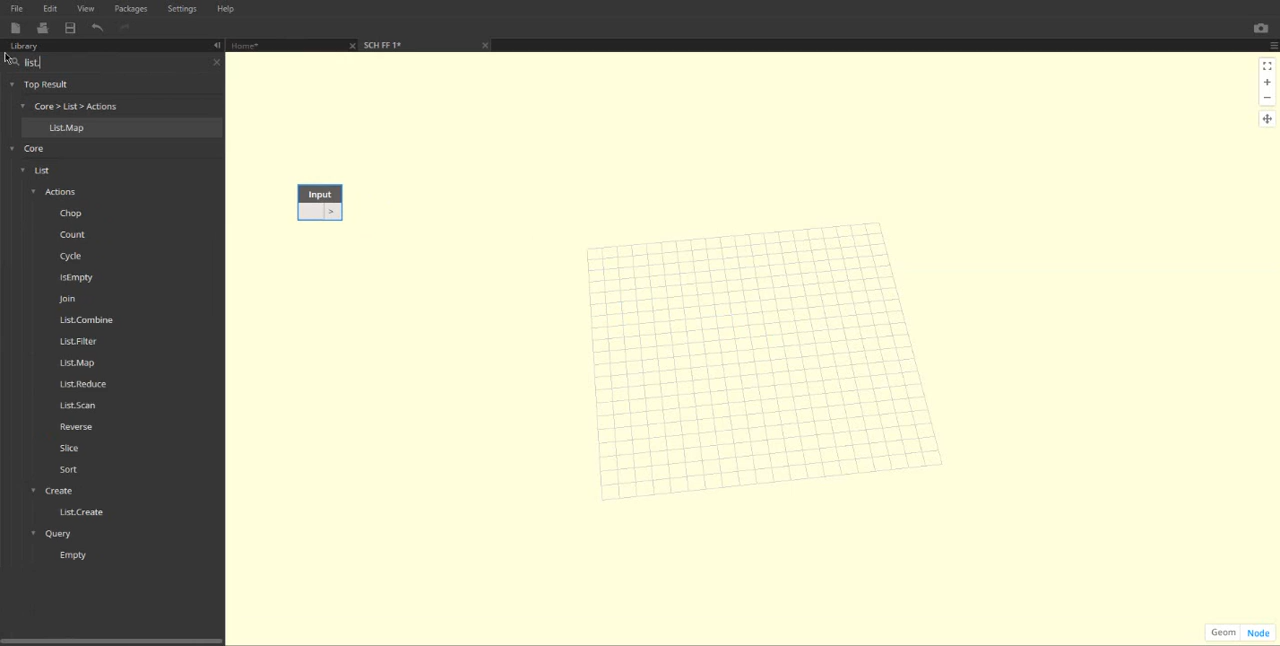 File Edit View Packages Settings Help
Library
Home* SCH FF 1*
list.
Top Result
Core > List > Actions
List.Map
Core
List
Actions
Chop
Count
Cycle
IsEmpty
Join
List.Combine
List.Filter
List.Map
List.Reduce
List.Scan
Reverse
Slice
Sort
Create
List.Create
Query
Empty
Input
>
Geom Node